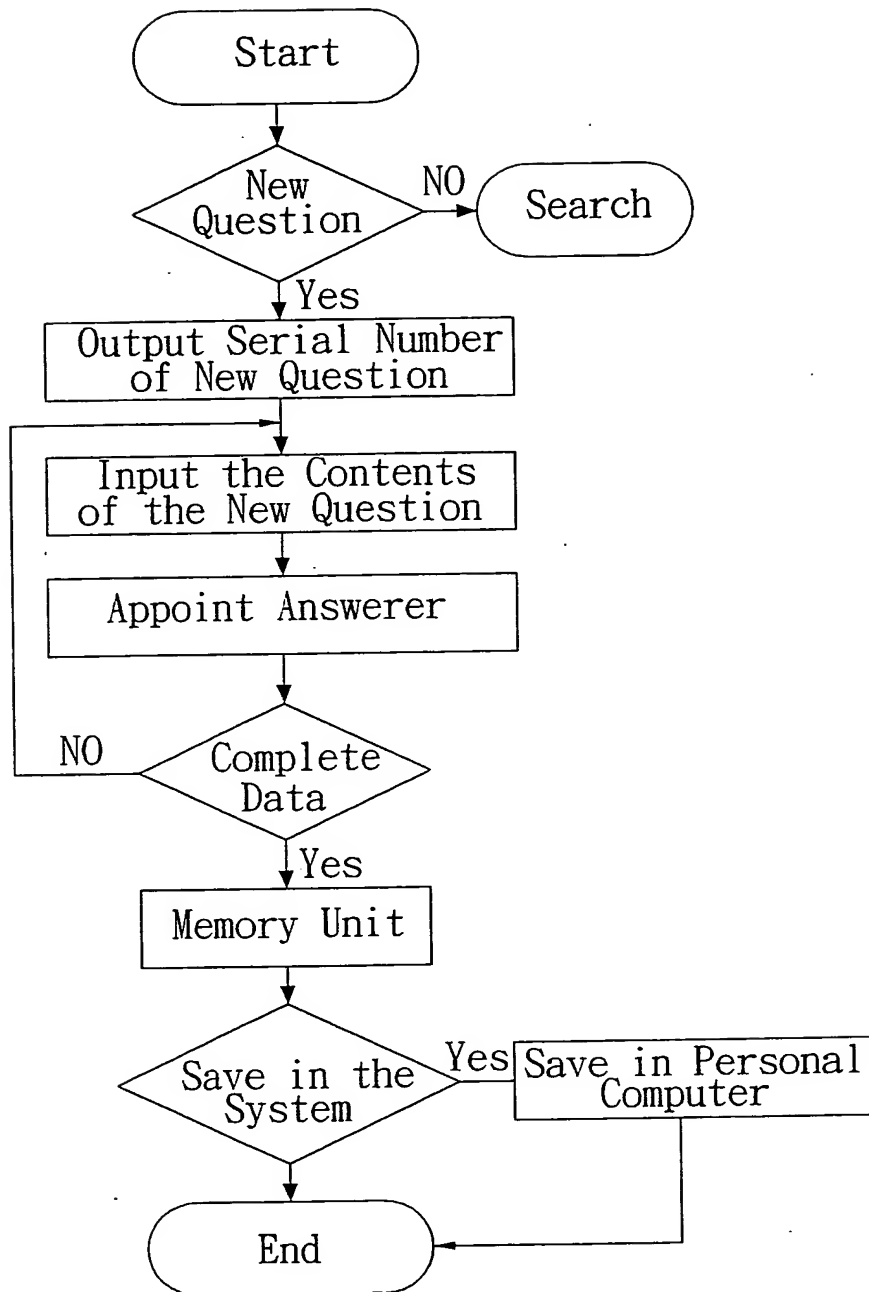 Start
New
Question
NO
Search
Yes
Output Serial Number
of New Question
Input the Contents
of the New Question
Appoint Answerer
NO
Complete
Data
Yes
Memory Unit
Save in the
System
Yes
Save in Personal
Computer
End